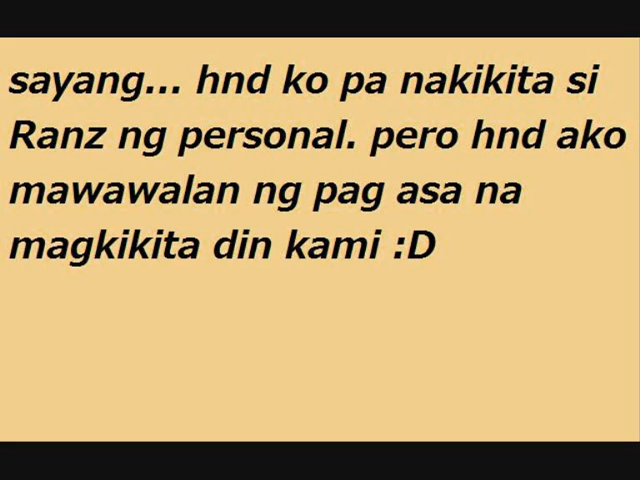 sayang... hnd ko pa nakikita si
Ranz ng personal. pero hnd ako
mawawalan ng pag asa na
magkikita din kami :D